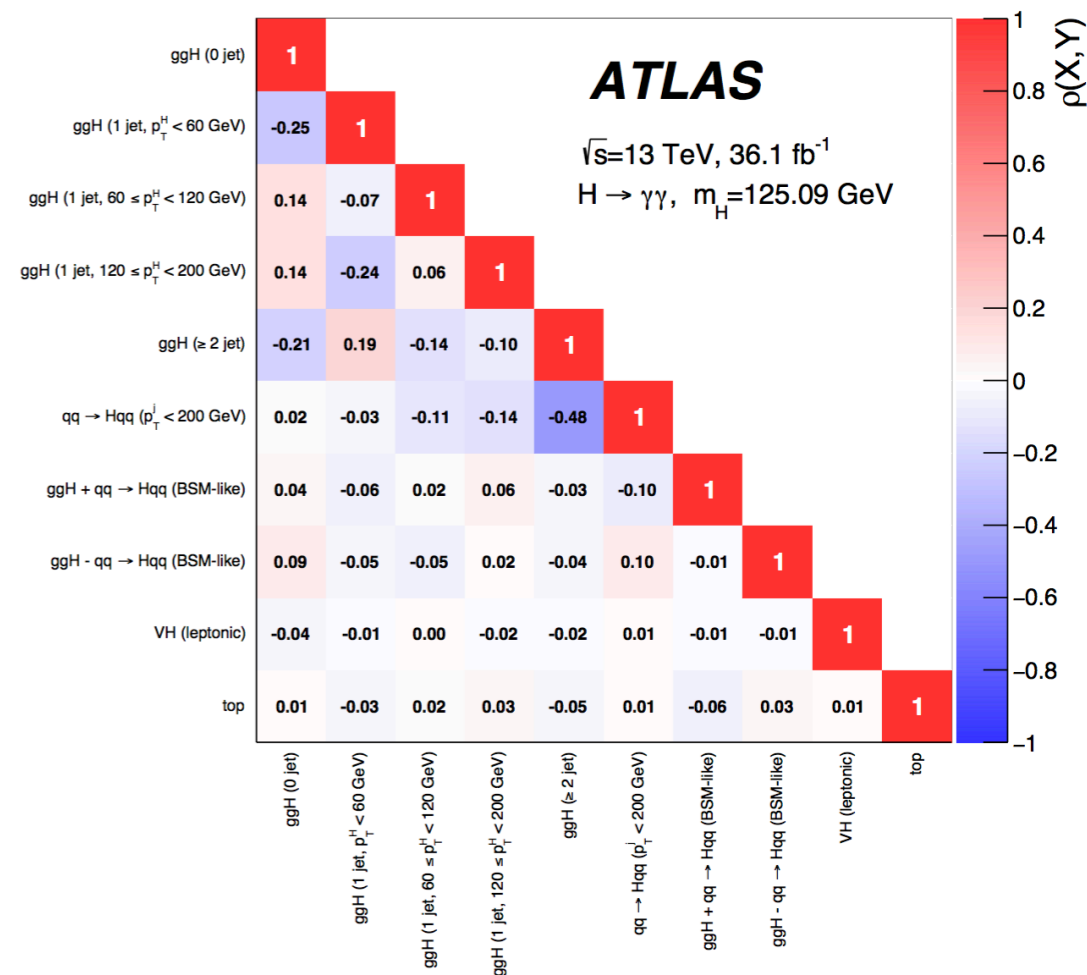 ATLAS
√s=13 TeV, 36.1 fb⁻¹
H → γγ, m_H=125.09 GeV
ρ(X,Y)
1
0.8
0.6
0.4
0.2
0
−0.2
−0.4
−0.6
−0.8
−1
ggH (0 jet) 1
ggH (1 jet, p_T^H < 60 GeV) -0.25 1
ggH (1 jet, 60 ≤ p_T^H < 120 GeV) 0.14 -0.07 1
ggH (1 jet, 120 ≤ p_T^H < 200 GeV) 0.14 -0.24 0.06 1
ggH (≥ 2 jet) -0.21 0.19 -0.14 -0.10 1
qq → Hqq (p_T^j < 200 GeV) 0.02 -0.03 -0.11 -0.14 -0.48 1
ggH + qq → Hqq (BSM-like) 0.04 -0.06 0.02 0.06 -0.03 -0.10 1
ggH - qq → Hqq (BSM-like) 0.09 -0.05 -0.05 0.02 -0.04 0.10 -0.01 1
VH (leptonic) -0.04 -0.01 0.00 -0.02 -0.02 0.01 -0.01 -0.01 1
top 0.01 -0.03 0.02 0.03 -0.05 0.01 -0.06 0.03 0.01 1
ggH (0 jet)
ggH (1 jet, p_T^H < 60 GeV)
ggH (1 jet, 60 ≤ p_T^H < 120 GeV)
ggH (1 jet, 120 ≤ p_T^H < 200 GeV)
ggH (≥ 2 jet)
qq → Hqq (p_T^j < 200 GeV)
ggH + qq → Hqq (BSM-like)
ggH - qq → Hqq (BSM-like)
VH (leptonic)
top